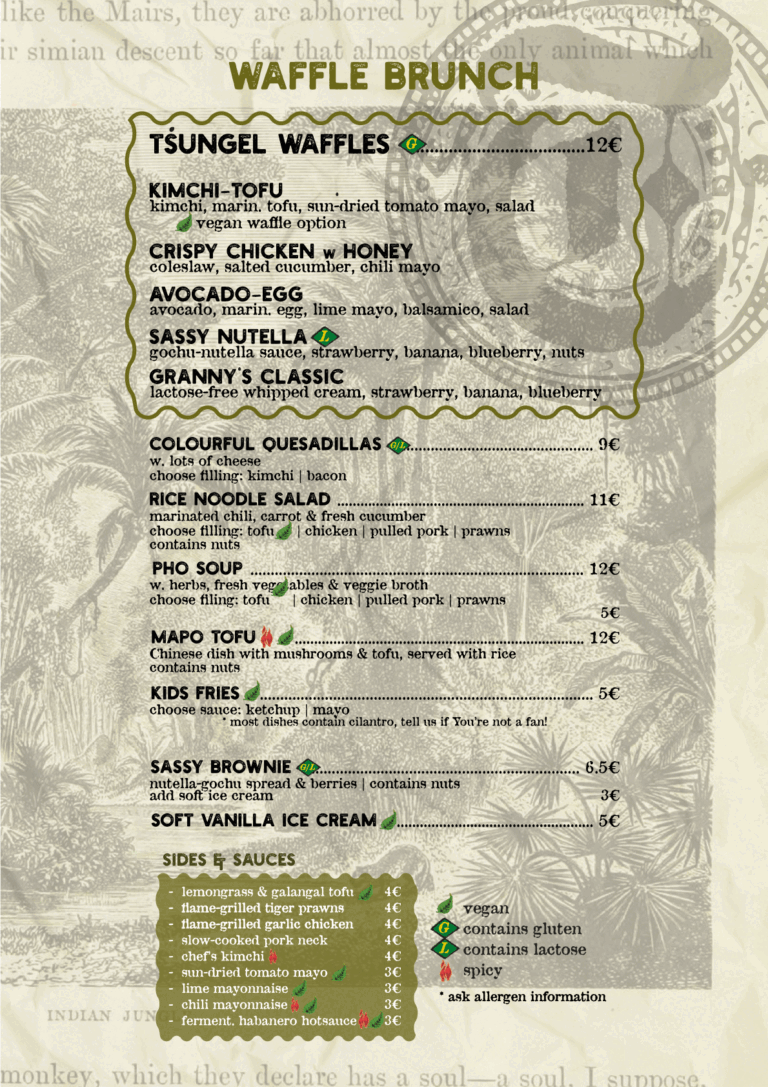 like the Mairs, they are abhorred by the proud, conquering
ir simian descent so far that almost the only animal which
WAFFLE BRUNCH
TŚUNGEL WAFFLES G 12€
KIMCHI-TOFU
kimchi, marin. tofu, sun-dried tomato mayo, salad
vegan waffle option
CRISPY CHICKEN w HONEY
coleslaw, salted cucumber, chili mayo
AVOCADO-EGG
avocado, marin. egg, lime mayo, balsamico, salad
SASSY NUTELLA L
gochu-nutella sauce, strawberry, banana, blueberry, nuts
GRANNY'S CLASSIC
lactose-free whipped cream, strawberry, banana, blueberry
COLOURFUL QUESADILLAS G/L 9€
w. lots of cheese
choose filling: kimchi | bacon
RICE NOODLE SALAD 11€
marinated chili, carrot & fresh cucumber
choose filling: tofu | chicken | pulled pork | prawns
contains nuts
PHO SOUP 12€
w. herbs, fresh vegetables & veggie broth
choose fling: tofu | chicken | pulled pork | prawns
5€
MAPO TOFU 12€
Chinese dish with mushrooms & tofu, served with rice
contains nuts
KIDS FRIES 5€
choose sauce: ketchup | mayo
* most dishes contain cilantro, tell us if You're not a fan!
SASSY BROWNIE G/L 6.5€
nutella-gochu spread & berries | contains nuts
add soft ice cream 3€
SOFT VANILLA ICE CREAM 5€
SIDES & SAUCES
- lemongrass & galangal tofu 4€
- flame-grilled tiger prawns 4€
- flame-grilled garlic chicken 4€
- slow-cooked pork neck 4€
- chef's kimchi 4€
- sun-dried tomato mayo 3€
- lime mayonnaise 3€
- chili mayonnaise 3€
- ferment. habanero hotsauce 3€
vegan
G contains gluten
L contains lactose
spicy
* ask allergen information
INDIAN JUNGL
monkey, which they declare has a soul—a soul, I suppose,